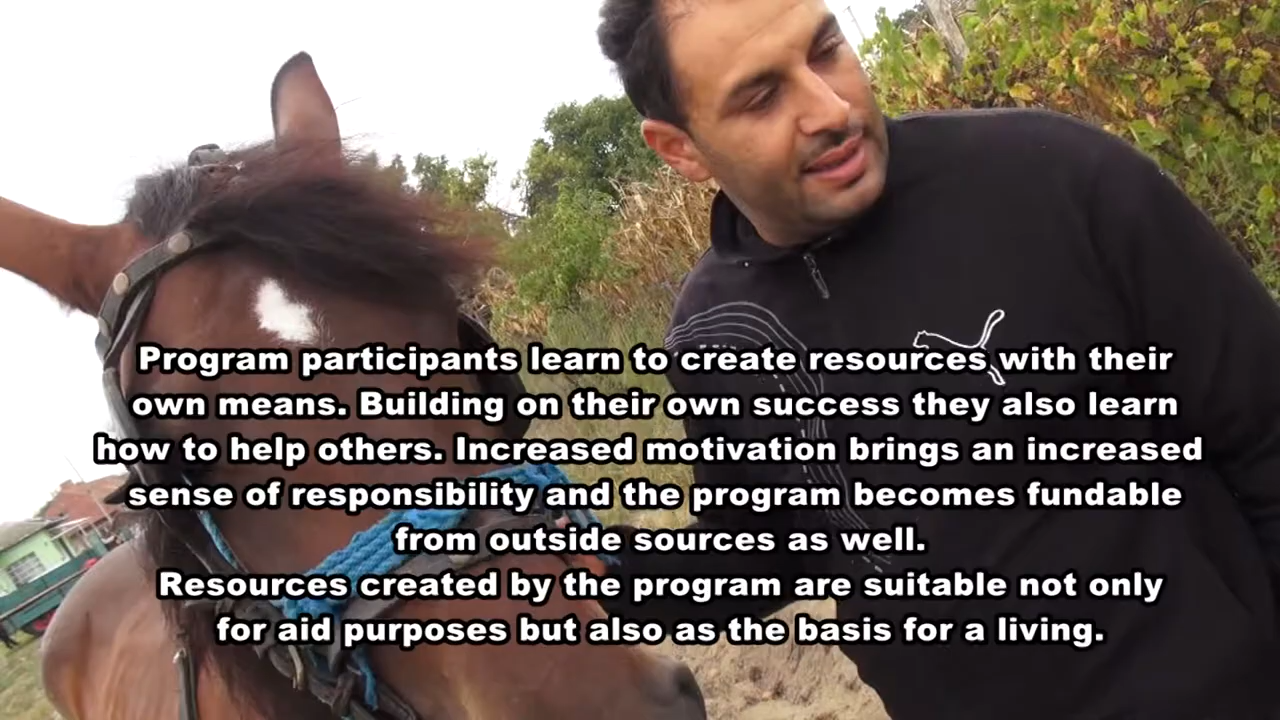 Program participants learn to create resources with their
own means. Building on their own success they also learn
how to help others. Increased motivation brings an increased
sense of responsibility and the program becomes fundable
from outside sources as well.
Resources created by the program are suitable not only
for aid purposes but also as the basis for a living.